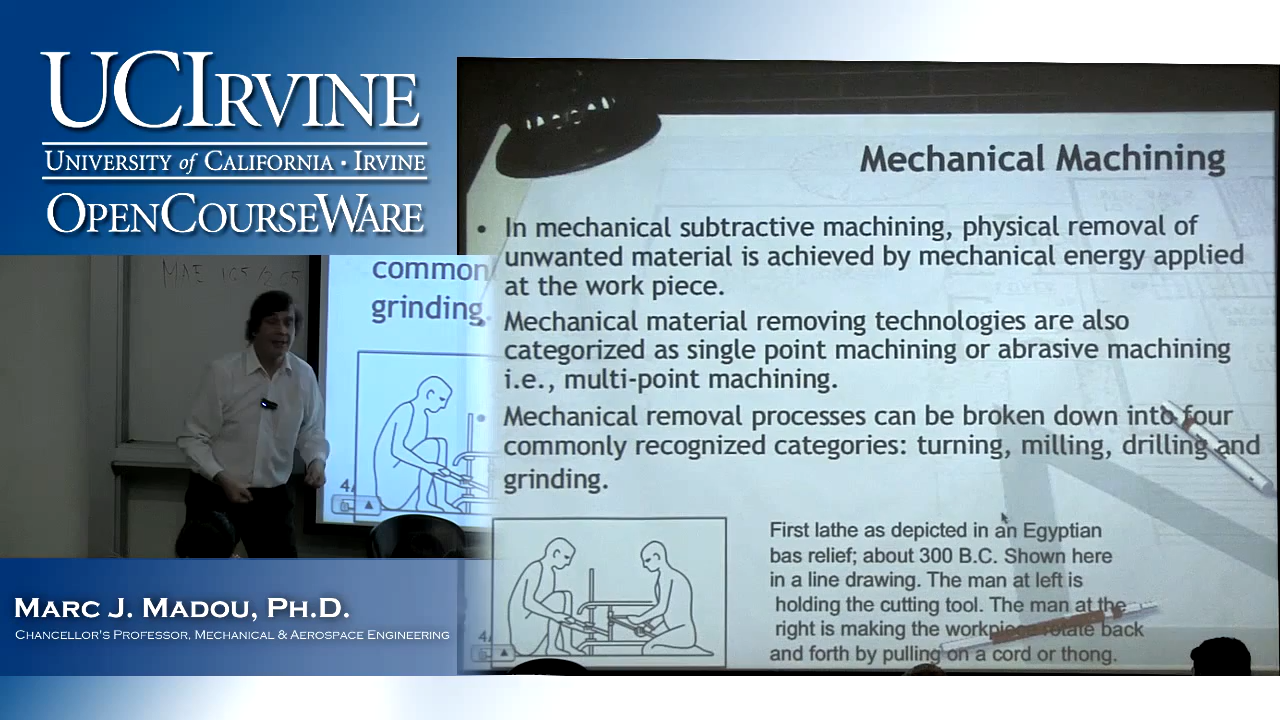 UCIRVINE
UNIVERSITY of CALIFORNIA · IRVINE
OPENCOURSEWARE
MAE 105/205
common
grinding.
4
MARC J. MADOU, PH.D.
CHANCELLOR'S PROFESSOR, MECHANICAL & AEROSPACE ENGINEERING
Mechanical Machining
• In mechanical subtractive machining, physical removal of
unwanted material is achieved by mechanical energy applied
at the work piece.
Mechanical material removing technologies are also
categorized as single point machining or abrasive machining
i.e., multi-point machining.
• Mechanical removal processes can be broken down into four
commonly recognized categories: turning, milling, drilling and
grinding.
First lathe as depicted in an Egyptian
bas relief; about 300 B.C. Shown here
in a line drawing. The man at left is
holding the cutting tool. The man at the
right is making the workpiece rotate back
and forth by pulling on a cord or thong.
4